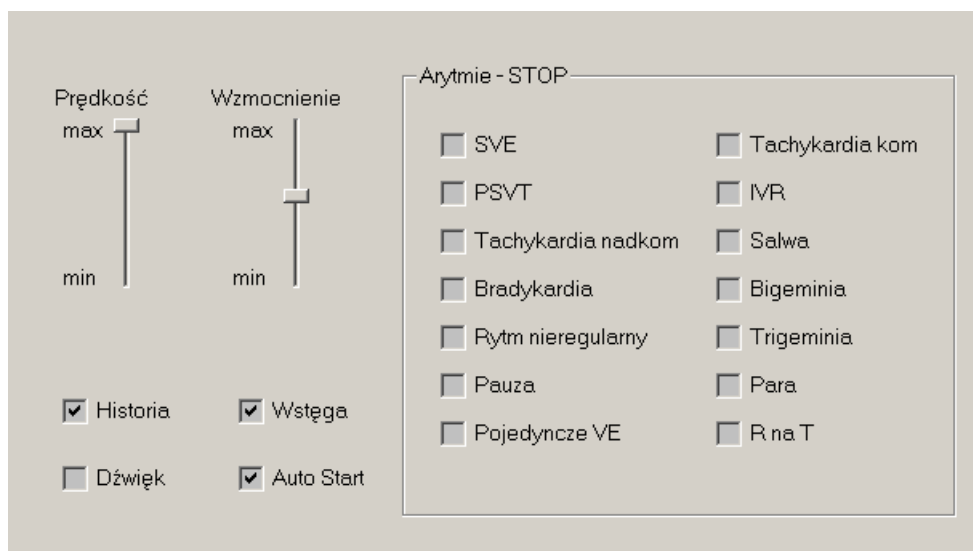 Prędkość
max
min
Wzmocnienie
max
min
Historia
Wstęga
Dźwięk
Auto Start
Arytmie - STOP
SVE
PSVT
Tachykardia nadkom
Bradykardia
Rytm nieregularny
Pauza
Pojedyncze VE
Tachykardia kom
IVR
Salwa
Bigeminia
Trigeminia
Para
R na T